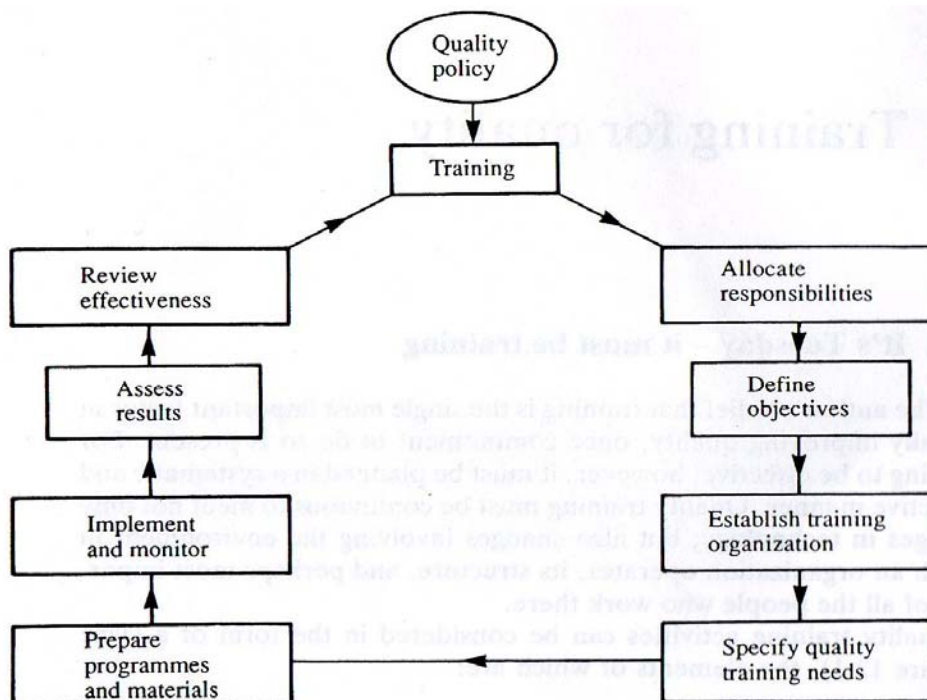 Quality
policy
Training
Allocate
responsibilities
Define
objectives
Establish training
organization
Specify quality
training needs
Prepare
programmes
and materials
Implement
and monitor
Assess
results
Review
effectiveness